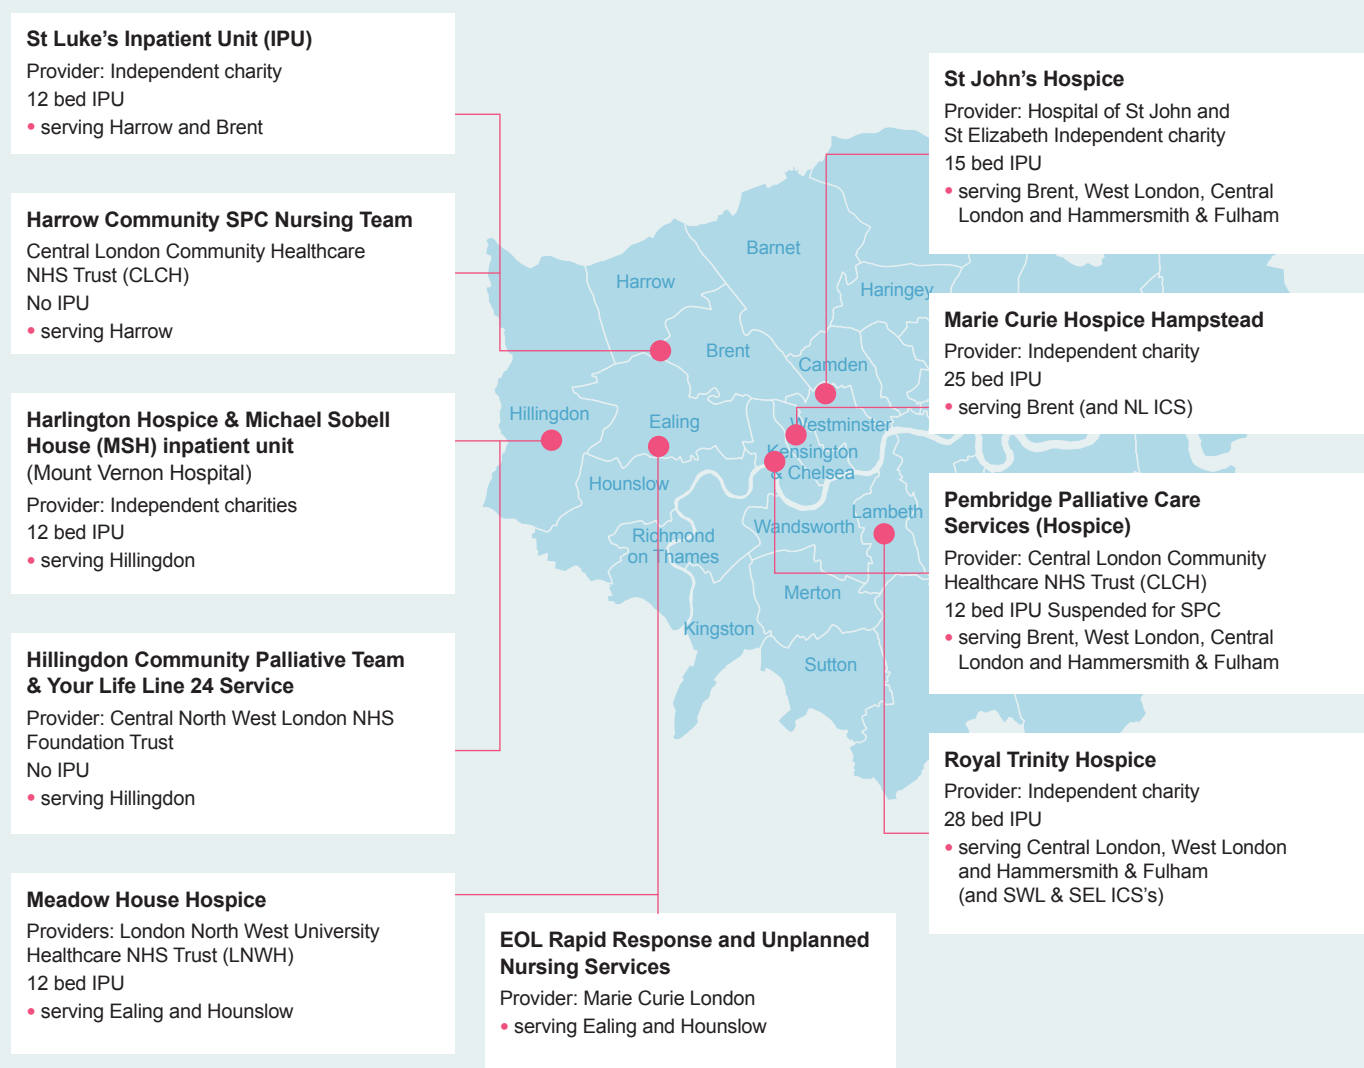 St Luke’s Inpatient Unit (IPU)
Provider: Independent charity
12 bed IPU
• serving Harrow and Brent
Harrow Community SPC Nursing Team
Central London Community Healthcare
NHS Trust (CLCH)
No IPU
• serving Harrow
Harlington Hospice & Michael Sobell
House (MSH) inpatient unit
(Mount Vernon Hospital)
Provider: Independent charities
12 bed IPU
• serving Hillingdon
Hillingdon Community Palliative Team
& Your Life Line 24 Service
Provider: Central North West London NHS
Foundation Trust
No IPU
• serving Hillingdon
Meadow House Hospice
Providers: London North West University
Healthcare NHS Trust (LNWH)
12 bed IPU
• serving Ealing and Hounslow
EOL Rapid Response and Unplanned
Nursing Services
Provider: Marie Curie London
• serving Ealing and Hounslow
Barnet
Harrow
Haringey
Brent
Camden
Hillingdon
Ealing
Westminster
Kensington
& Chelsea
Hounslow
Lambeth
Wandsworth
Richmond
on Thames
Merton
Kingston
Sutton
St John’s Hospice
Provider: Hospital of St John and
St Elizabeth Independent charity
15 bed IPU
• serving Brent, West London, Central
London and Hammersmith & Fulham
Marie Curie Hospice Hampstead
Provider: Independent charity
25 bed IPU
• serving Brent (and NL ICS)
Pembridge Palliative Care
Services (Hospice)
Provider: Central London Community
Healthcare NHS Trust (CLCH)
12 bed IPU Suspended for SPC
• serving Brent, West London, Central
London and Hammersmith & Fulham
Royal Trinity Hospice
Provider: Independent charity
28 bed IPU
• serving Central London, West London
and Hammersmith & Fulham
(and SWL & SEL ICS’s)